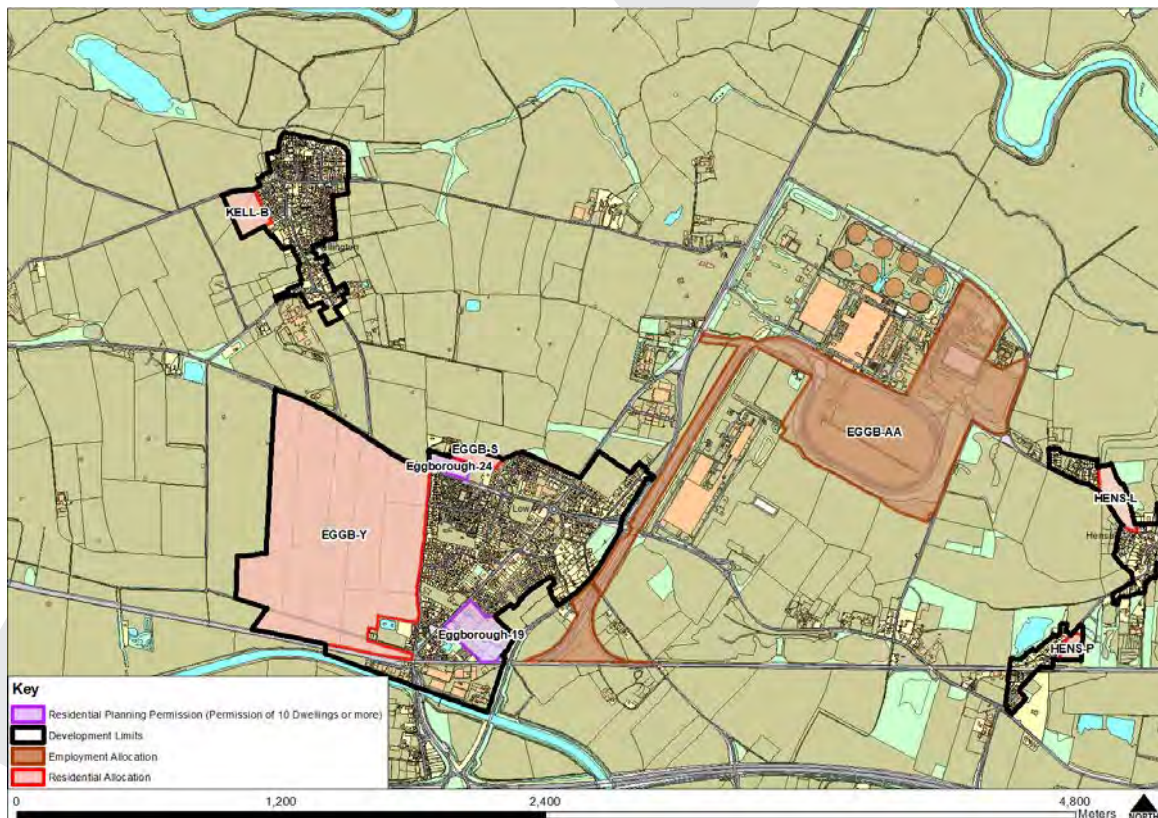 KELL-B
EGGB-S
Eggborough-24
Low
EGGB-Y
EGGB-AA
HENS-L
Eggborough-19
HENS-P
Key
Residential Planning Permission (Permission of 10 Dwellings or more)
Development Limits
Employment Allocation
Residential Allocation
0 1,200 2,400 4,800
Meters
NORTH